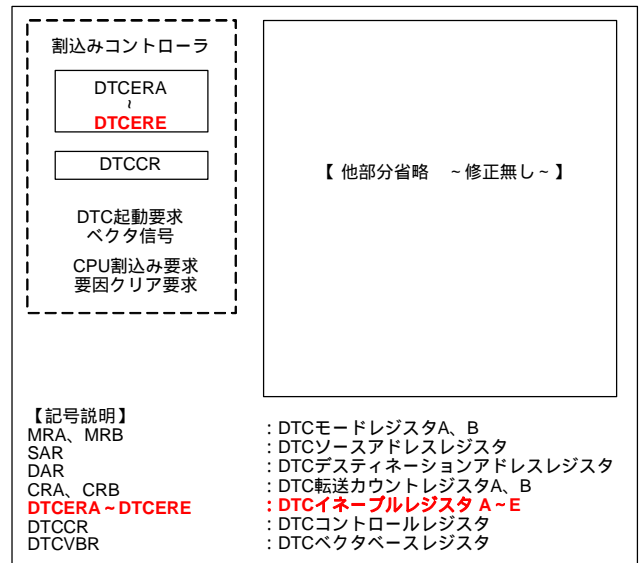 割込みコントローラ
DTCERA
~
DTCERE
DTCCR
DTC起動要求
ベクタ信号
CPU割込み要求
要因クリア要求
【 他部分省略 ~修正無し~ 】
【記号説明】
MRA、MRB :DTCモードレジスタA、B
SAR :DTCソースアドレスレジスタ
DAR :DTCデスティネーションアドレスレジスタ
CRA、CRB :DTC転送カウントレジスタA、B
DTCERA~DTCERE :DTCイネーブルレジスタ A~E
DTCCR :DTCコントロールレジスタ
DTCVBR :DTCベクタベースレジスタ